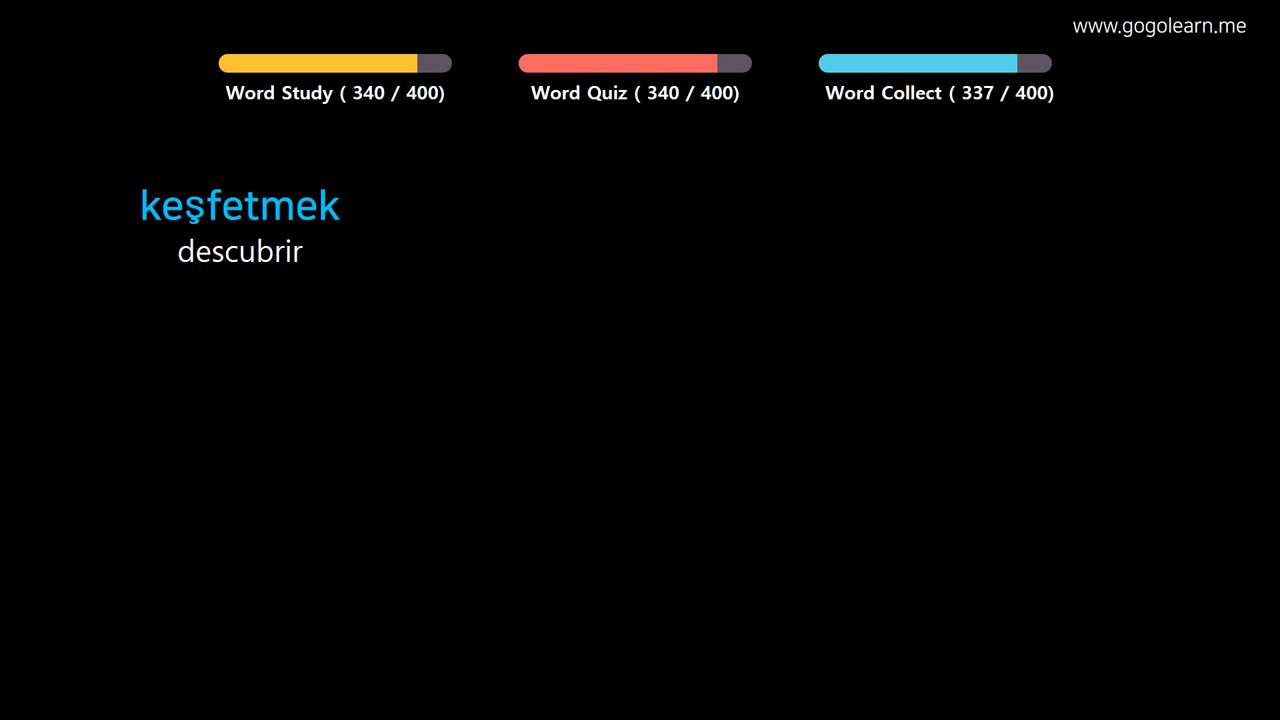 www.gogolearn.me
Word Study ( 340 / 400)
Word Quiz ( 340 / 400)
Word Collect ( 337 / 400)
keşfetmek
descubrir